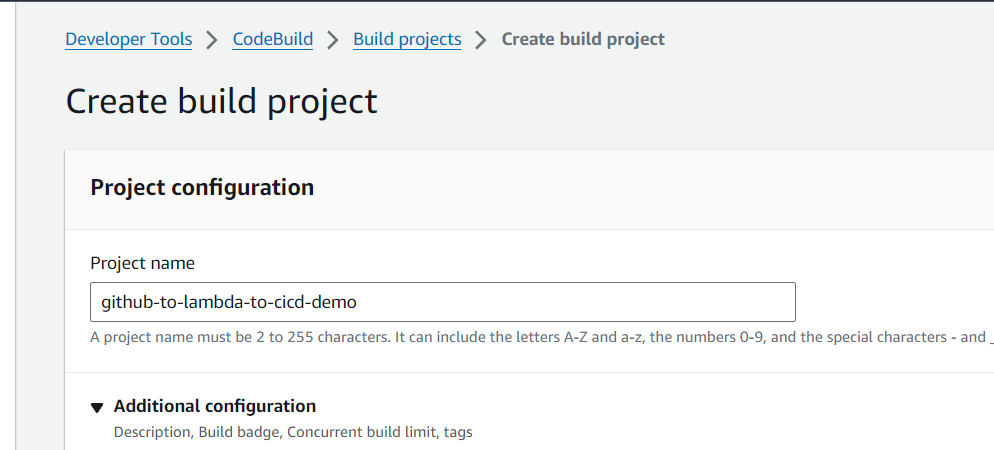 Developer Tools > CodeBuild > Build projects > Create build project
Create build project
Project configuration
Project name
github-to-lambda-to-cicd-demo
A project name must be 2 to 255 characters. It can include the letters A-Z and a-z, the numbers 0-9, and the special characters - and _
Additional configuration
Description, Build badge, Concurrent build limit, tags